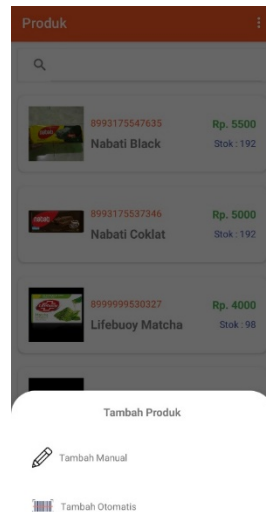 Produk
8993175547635
Rp. 5500
Nabati Black
Stok : 192
8993175537346
Rp. 5000
Nabati Coklat
Stok : 192
8999999530327
Rp. 4000
Lifebuoy Matcha
Stok : 98
Tambah Produk
Tambah Manual
Tambah Otomatis